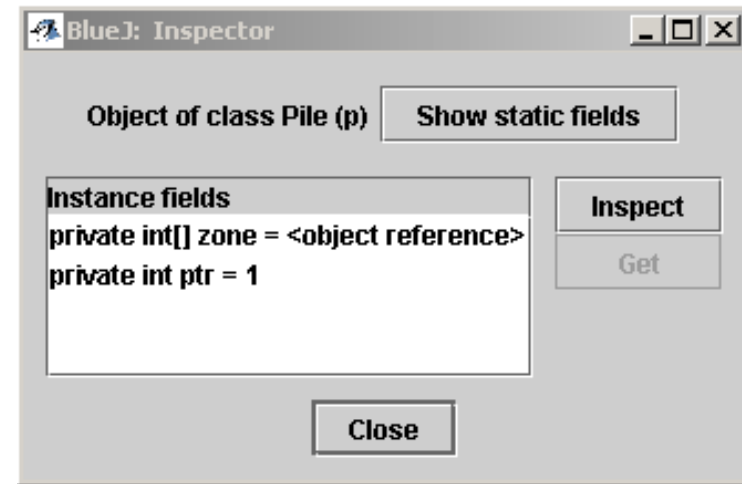 BlueJ: Inspector
Object of class Pile (p)
Show static fields
Instance fields
private int[] zone = <object reference>
private int ptr = 1
Inspect
Get
Close